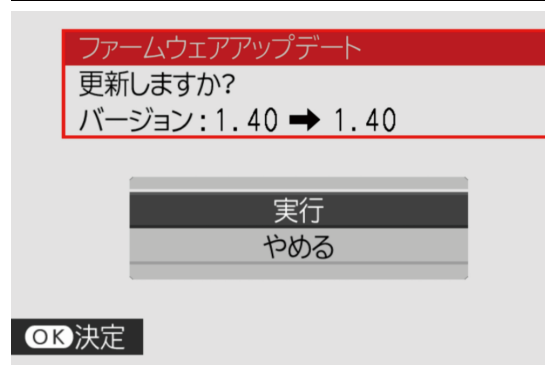 ファームウェアアップデート
更新しますか?
バージョン:1.40 ➡ 1.40
実行
やめる
OK決定